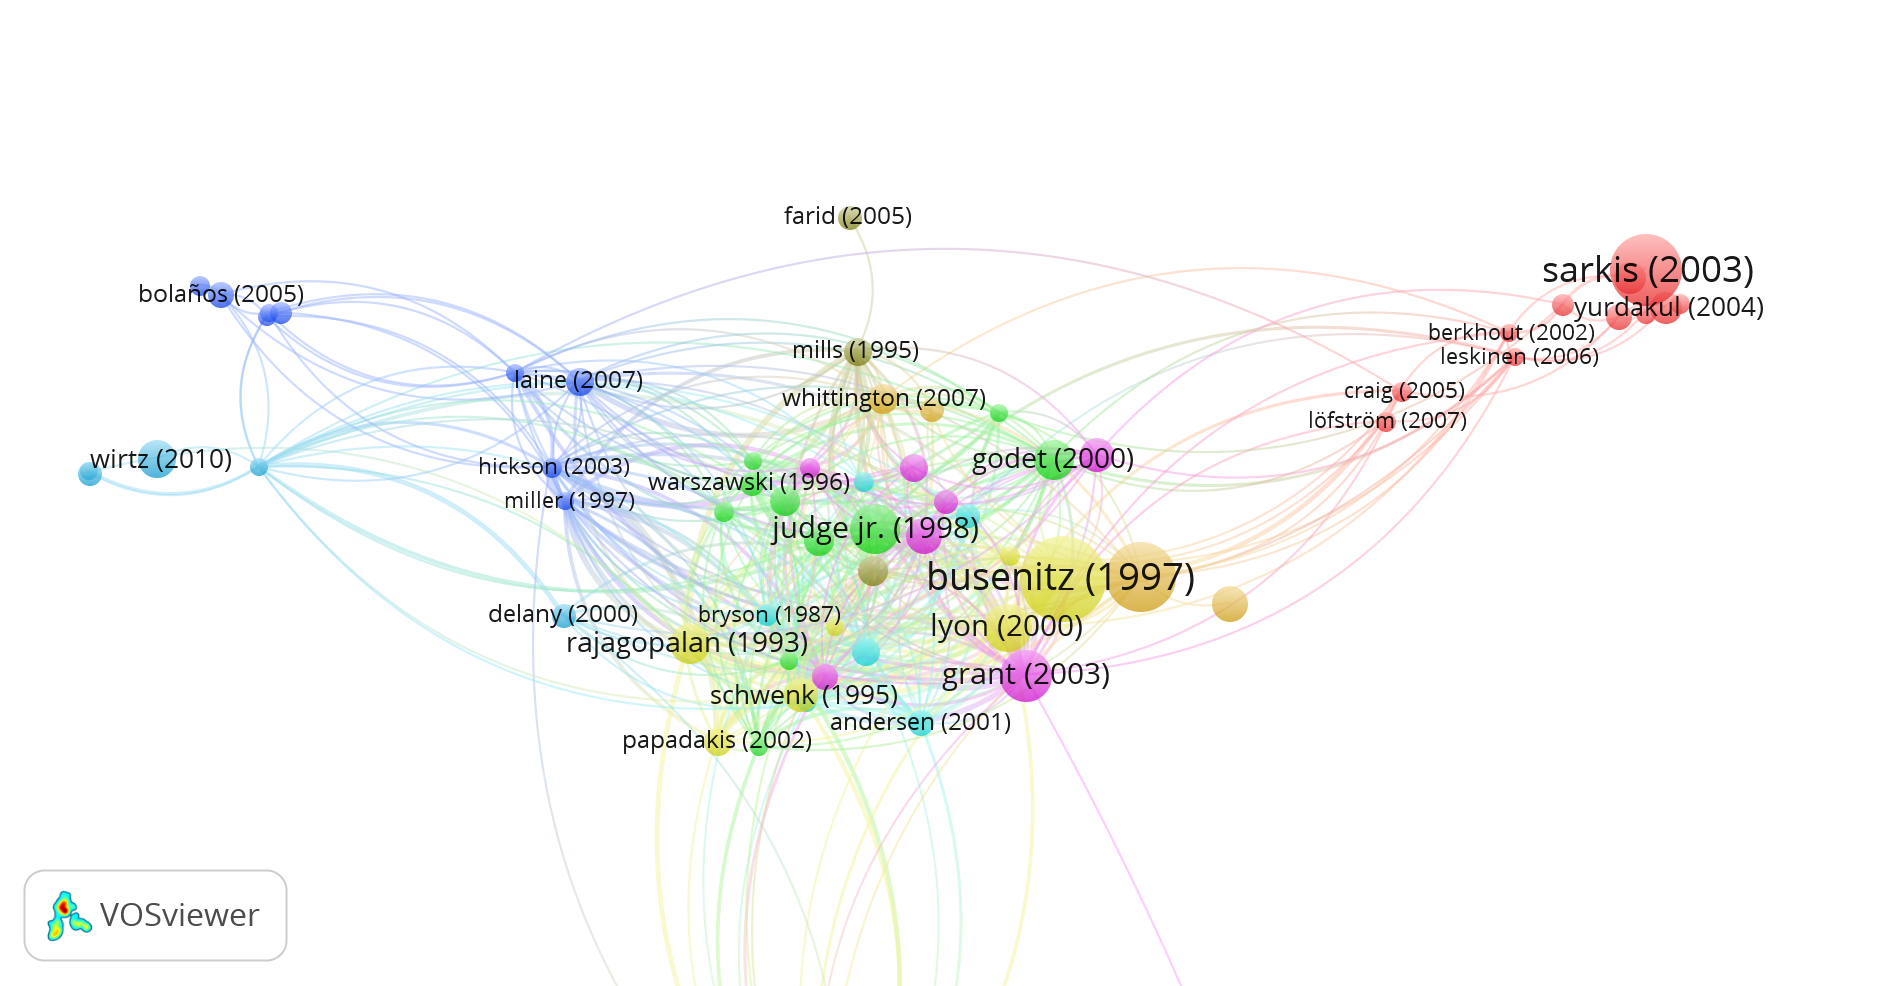 farid (2005)
sarkis (2003)
bolaños (2005)
yurdakul (2004)
berkhout (2002)
mills (1995)
leskinen (2006)
laine (2007)
craig (2005)
whittington (2007)
löfström (2007)
wirtz (2010)
godet (2000)
hickson (2003)
warszawski (1996)
miller (1997)
judge jr. (1998)
busenitz (1997)
delany (2000)
bryson (1987)
lyon (2000)
rajagopalan (1993)
grant (2003)
schwenk (1995)
andersen (2001)
papadakis (2002)
VOSviewer